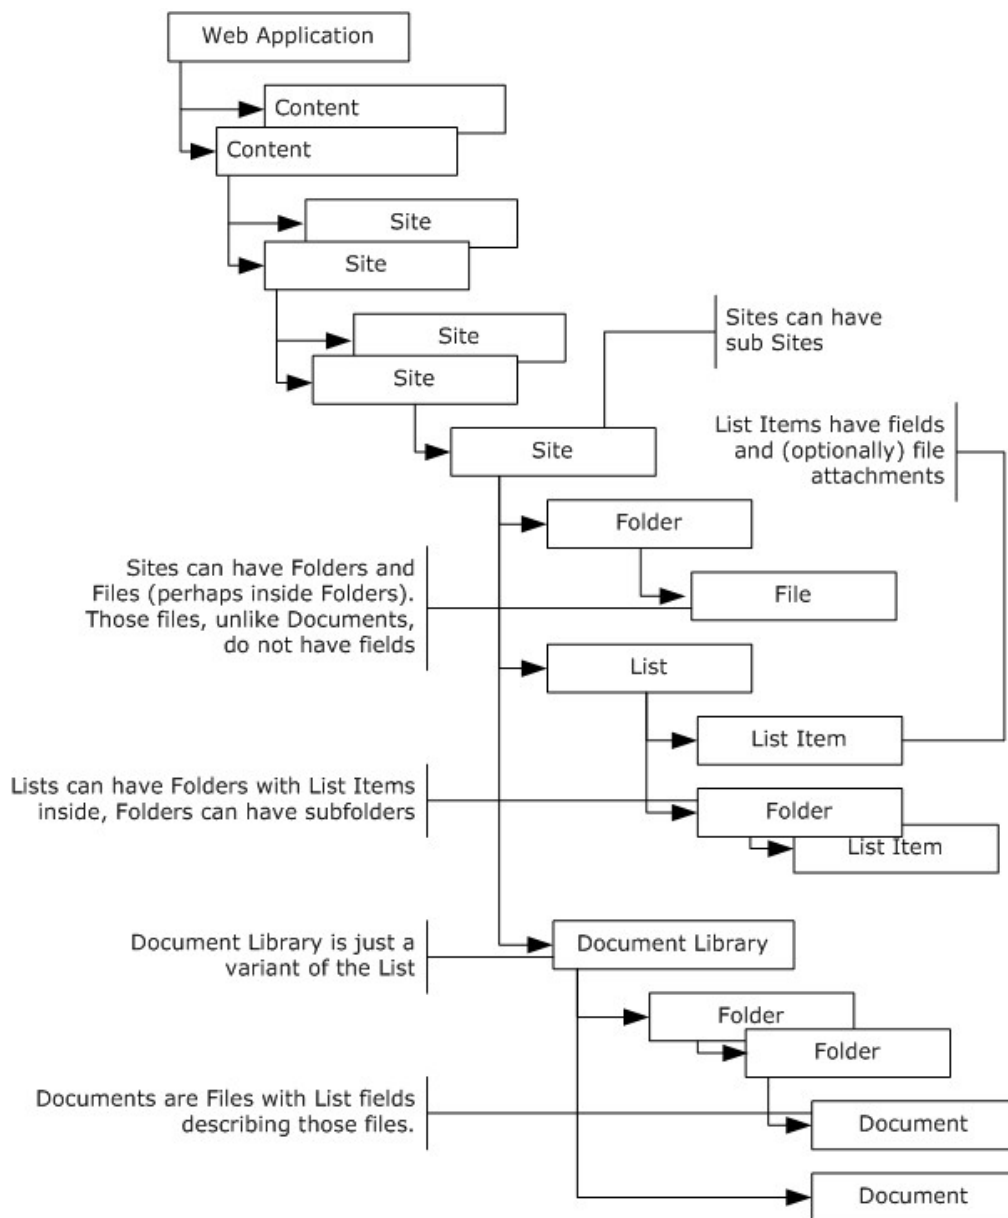 Web Application
Content
Content
Site
Site
Site
Site
Sites can have
sub Sites
Site
List Items have fields
and (optionally) file
attachments
Folder
Sites can have Folders and
Files (perhaps inside Folders).
Those files, unlike Documents,
do not have fields
File
List
List Item
Lists can have Folders with List Items
inside, Folders can have subfolders
Folder
List Item
Document Library is just a
variant of the List
Document Library
Folder
Folder
Documents are Files with List fields
describing those files.
Document
Document